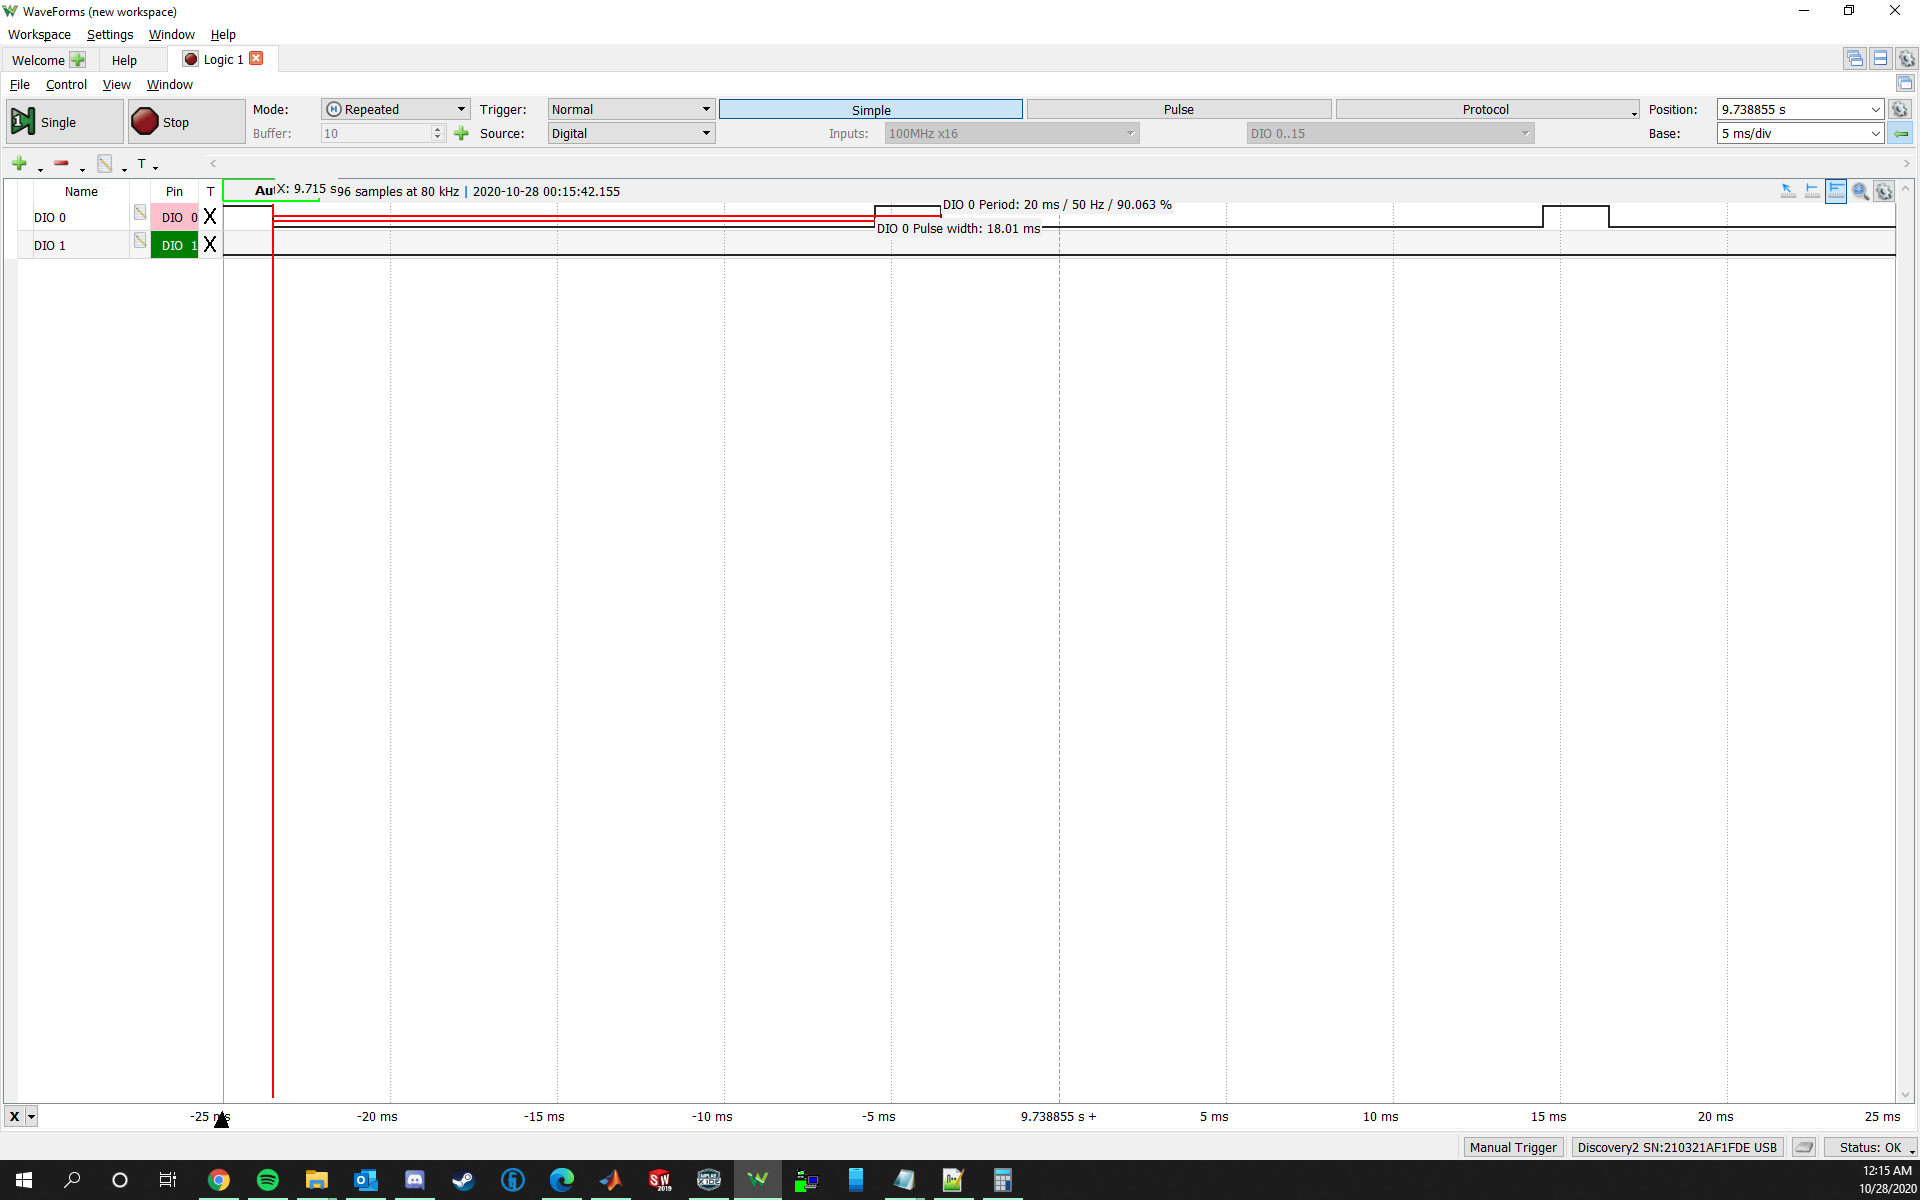 WaveForms (new workspace)
Workspace Settings Window Help
Welcome Help Logic 1
File Control View Window
Single Stop Mode: Repeated Trigger: Normal Simple Pulse Protocol Position: 9.738855 s
Buffer: 10 Source: Digital Inputs: 100MHz x16 DIO 0..15 Base: 5 ms/div
T
Name Pin T X: 9.715 s 96 samples at 80 kHz | 2020-10-28 00:15:42.155
DIO 0 Period: 20 ms / 50 Hz / 90.063 %
DIO 0 DIO 0 X
DIO 0 Pulse width: 18.01 ms
DIO 1 DIO 1 X
X -25 ms -20 ms -15 ms -10 ms -5 ms 9.738855 s + 5 ms 10 ms 15 ms 20 ms 25 ms
Manual Trigger Discovery2 SN:210321AF1FDE USB Status: OK
12:15 AM
10/28/2020